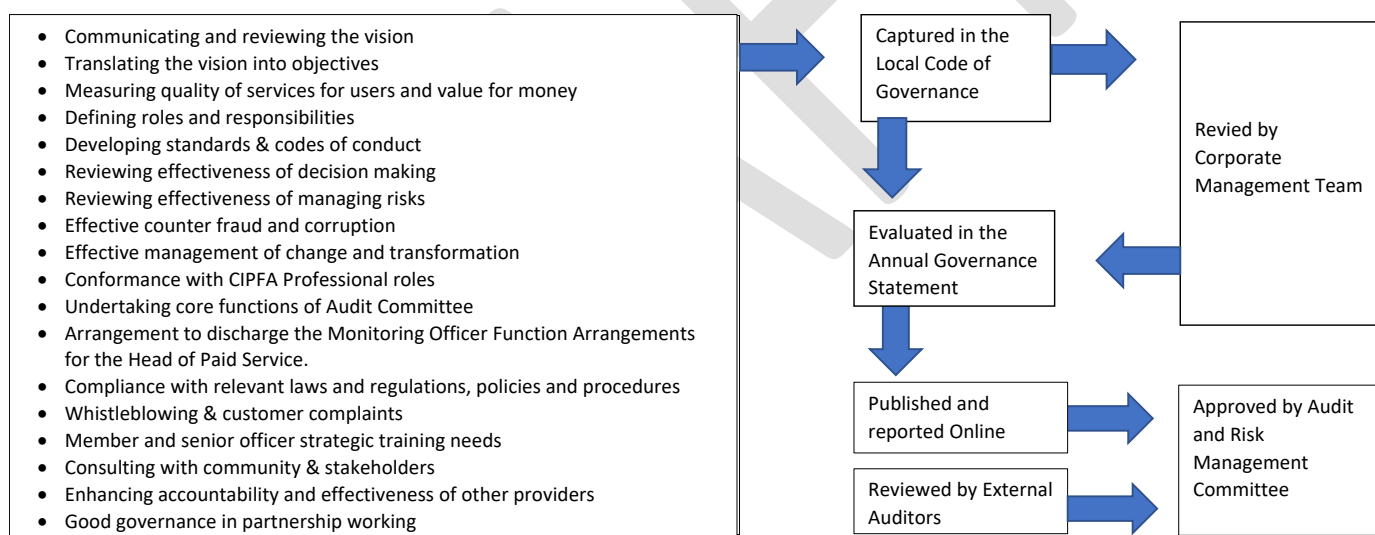 • Communicating and reviewing the vision
• Translating the vision into objectives
• Measuring quality of services for users and value for money
• Defining roles and responsibilities
• Developing standards & codes of conduct
• Reviewing effectiveness of decision making
• Reviewing effectiveness of managing risks
• Effective counter fraud and corruption
• Effective management of change and transformation
• Conformance with CIPFA Professional roles
• Undertaking core functions of Audit Committee
• Arrangement to discharge the Monitoring Officer Function Arrangements
for the Head of Paid Service.
• Compliance with relevant laws and regulations, policies and procedures
• Whistleblowing & customer complaints
• Member and senior officer strategic training needs
• Consulting with community & stakeholders
• Enhancing accountability and effectiveness of other providers
• Good governance in partnership working
Captured in the
Local Code of
Governance
Revied by
Corporate
Management Team
Evaluated in the
Annual Governance
Statement
Published and
reported Online
Approved by Audit
and Risk
Management
Committee
Reviewed by External
Auditors